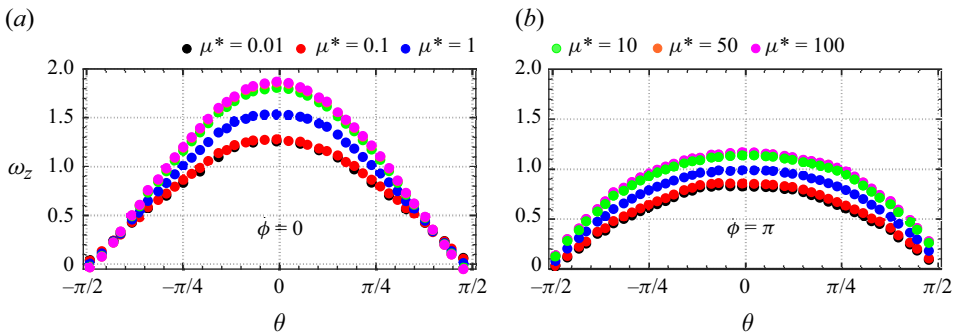 (a) (b)
μ* = 0.01 μ* = 0.1 μ* = 1 μ* = 10 μ* = 50 μ* = 100
2.0 2.0
1.5 1.5
ω_z 1.0 1.0
0.5 ϕ = 0 0.5 ϕ = π
0 0
–π/2 –π/4 0 π/4 π/2 –π/2 –π/4 0 π/4 π/2
θ θ